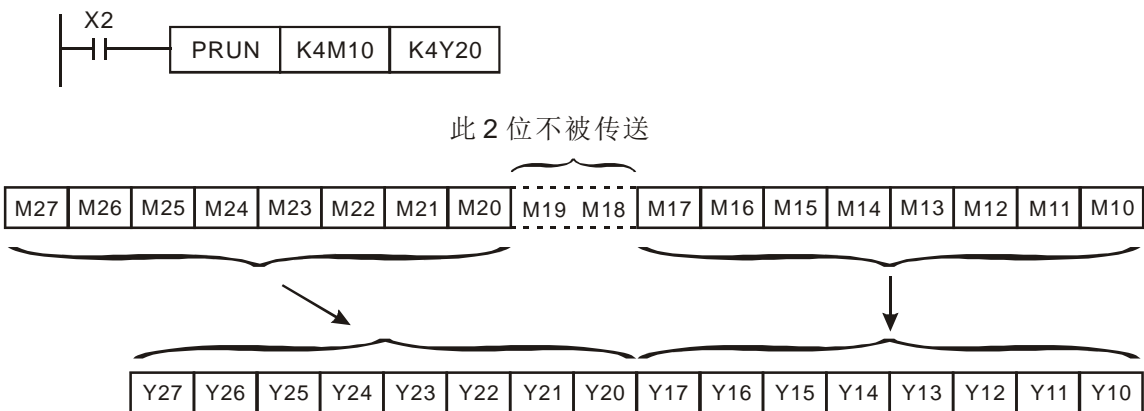 X2
PRUN K4M10 K4Y20
此2位不被传送
M27 M26 M25 M24 M23 M22 M21 M20 M19 M18 M17 M16 M15 M14 M13 M12 M11 M10
Y27 Y26 Y25 Y24 Y23 Y22 Y21 Y20 Y17 Y16 Y15 Y14 Y13 Y12 Y11 Y10